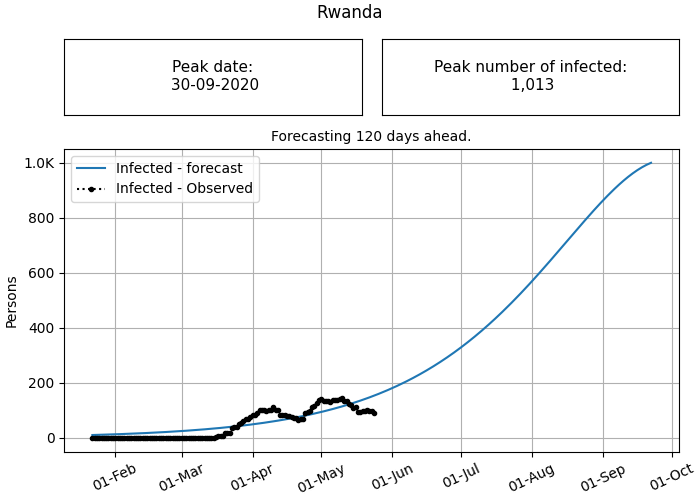 Rwanda
Peak date:
30-09-2020
Peak number of infected:
1,013
Forecasting 120 days ahead.
Infected - forecast
Infected - Observed
Persons
1.0K
800
600
400
200
0
01-Feb
01-Mar
01-Apr
01-May
01-Jun
01-Jul
01-Aug
01-Sep
01-Oct